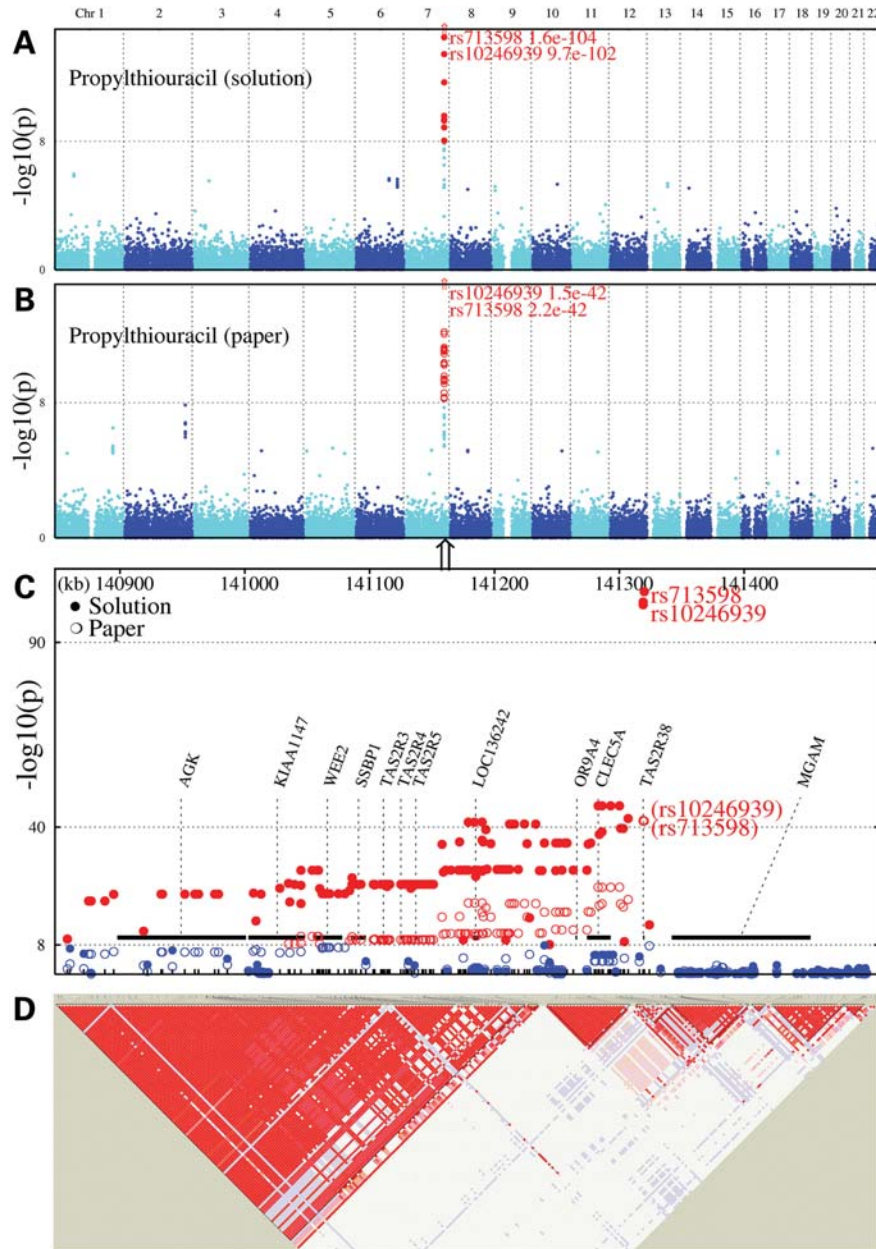 Chr 1 2 3 4 5 6 7 8 9 10 11 12 13 14 15 16 17 18 19 20 21 22
A
rs713598 1.6e-104
rs10246939 9.7e-102
Propylthiouracil (solution)
-log10(p)
8
0
B
rs10246939 1.5e-42
rs713598 2.2e-42
Propylthiouracil (paper)
-log10(p)
8
0
C
(kb) 140900 141000 141100 141200 141300 141400
Solution
Paper
rs713598
rs10246939
90
-log10(p)
AGK
KIAA1147
WEE2
SSBP1
TAS2R3
TAS2R4
TAS2R5
LOC136242
OR9A4
CLEC5A
TAS2R38
MGAM
(rs10246939)
40
(rs713598)
8
D